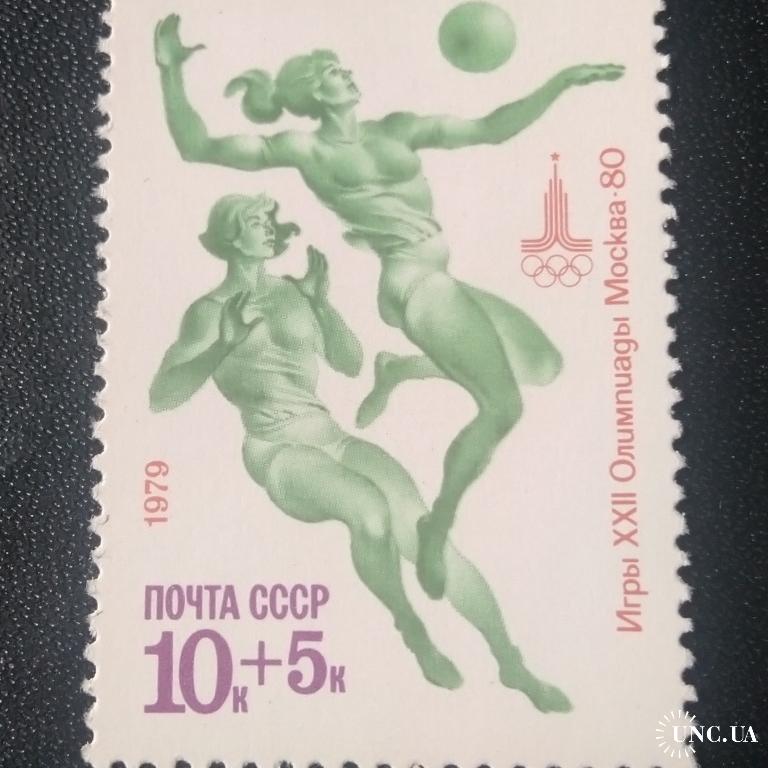 Игры XXII Олимпиады Москва·80
1979
ПОЧТА СССР
10к+5к
UNC.UA